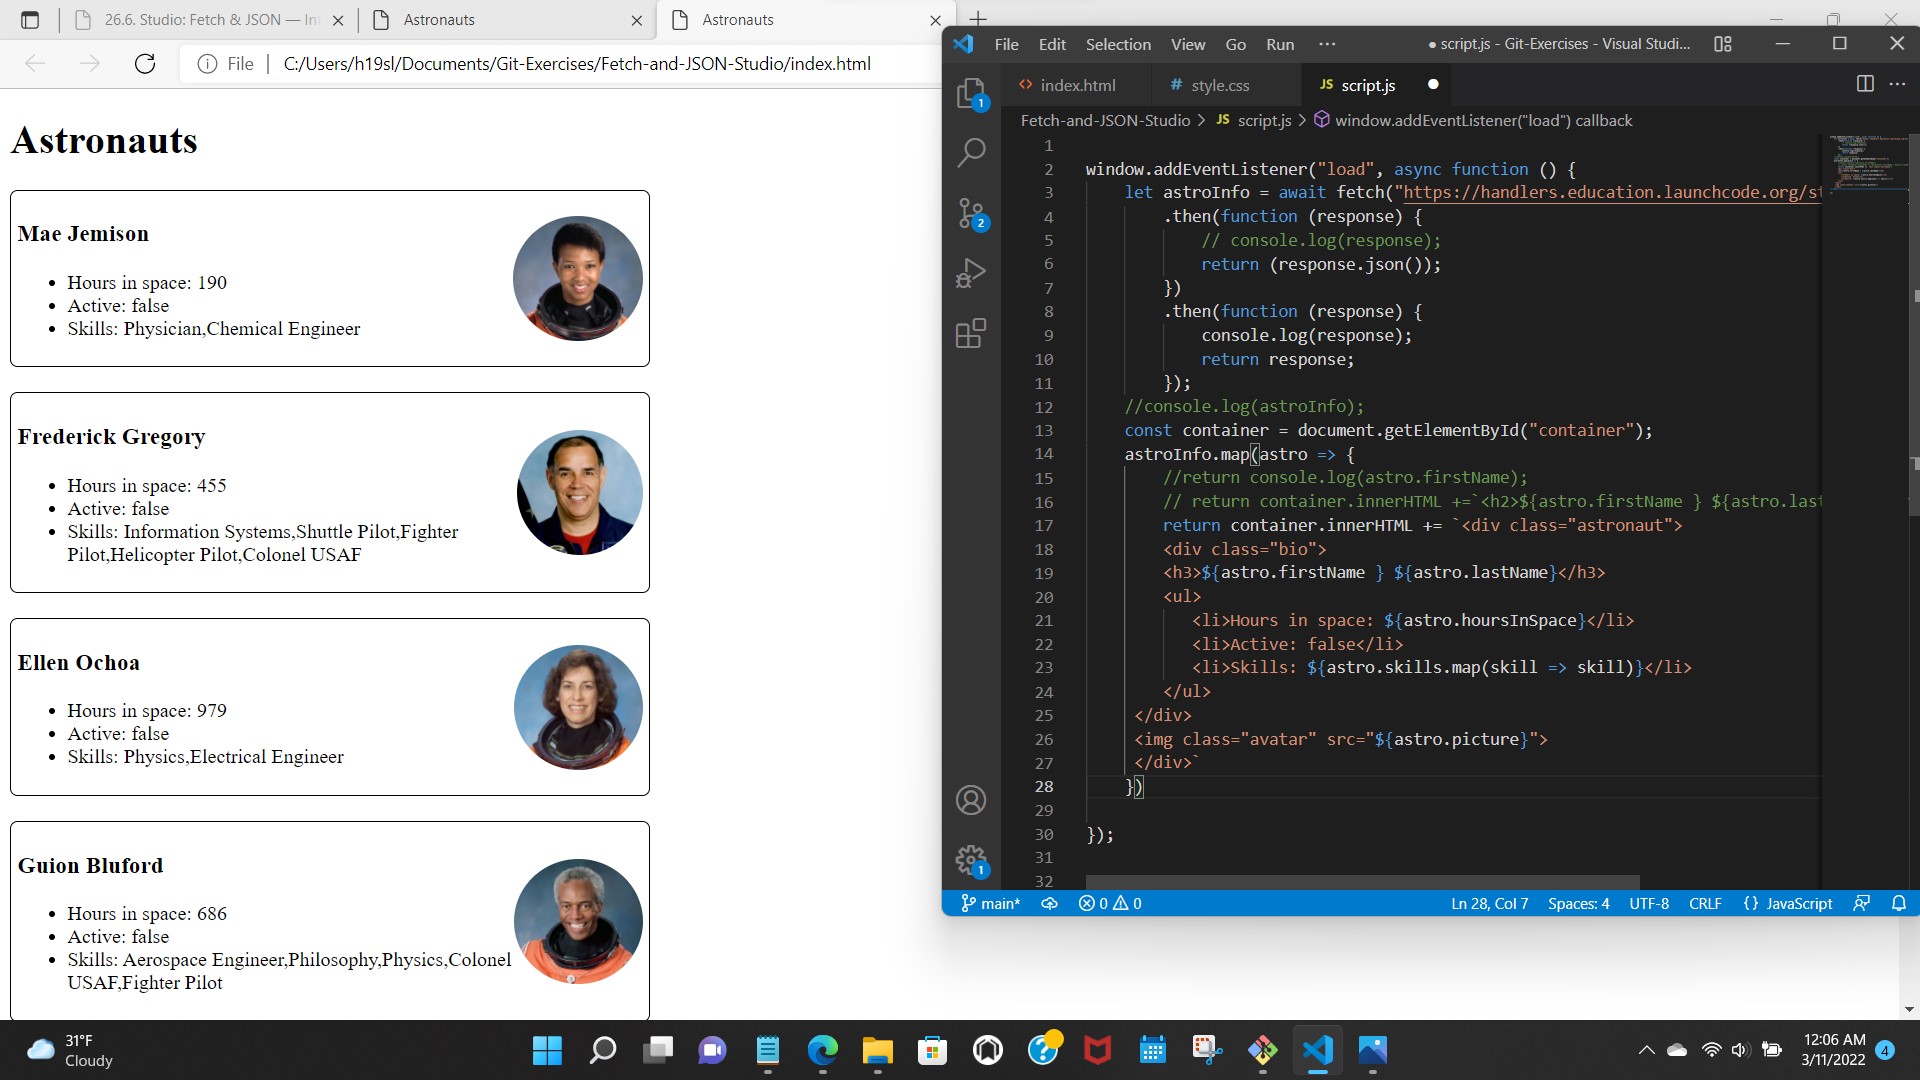 26.6. Studio: Fetch & JSON — Int
Astronauts
Astronauts
File
C:/Users/h19sl/Documents/Git-Exercises/Fetch-and-JSON-Studio/index.html
Astronauts
Mae Jemison
Hours in space: 190
Active: false
Skills: Physician,Chemical Engineer
Frederick Gregory
Hours in space: 455
Active: false
Skills: Information Systems,Shuttle Pilot,Fighter
Pilot,Helicopter Pilot,Colonel USAF
Ellen Ochoa
Hours in space: 979
Active: false
Skills: Physics,Electrical Engineer
Guion Bluford
Hours in space: 686
Active: false
Skills: Aerospace Engineer,Philosophy,Physics,Colonel
USAF,Fighter Pilot
File Edit Selection View Go Run ··· ● script.js - Git-Exercises - Visual Studi...
<> index.html # style.css JS script.js ●
Fetch-and-JSON-Studio > JS script.js > window.addEventListener("load") callback
1
2 window.addEventListener("load", async function () {
3 let astroInfo = await fetch("https://handlers.education.launchcode.org/st
4 .then(function (response) {
5 // console.log(response);
6 return (response.json());
7 })
8 .then(function (response) {
9 console.log(response);
10 return response;
11 });
12 //console.log(astroInfo);
13 const container = document.getElementById("container");
14 astroInfo.map(astro => {
15 //return console.log(astro.firstName);
16 // return container.innerHTML +=`<h2>${astro.firstName } ${astro.last
17 return container.innerHTML += `<div class="astronaut">
18 <div class="bio">
19 <h3>${astro.firstName } ${astro.lastName}</h3>
20 <ul>
21 <li>Hours in space: ${astro.hoursInSpace}</li>
22 <li>Active: false</li>
23 <li>Skills: ${astro.skills.map(skill => skill)}</li>
24 </ul>
25 </div>
26 <img class="avatar" src="${astro.picture}">
27 </div>`
28 })
29
30 });
31
32
1
2
1
main* 0 0 Ln 28, Col 7 Spaces: 4 UTF-8 CRLF {} JavaScript
31°F
Cloudy
12:06 AM
3/11/2022
4